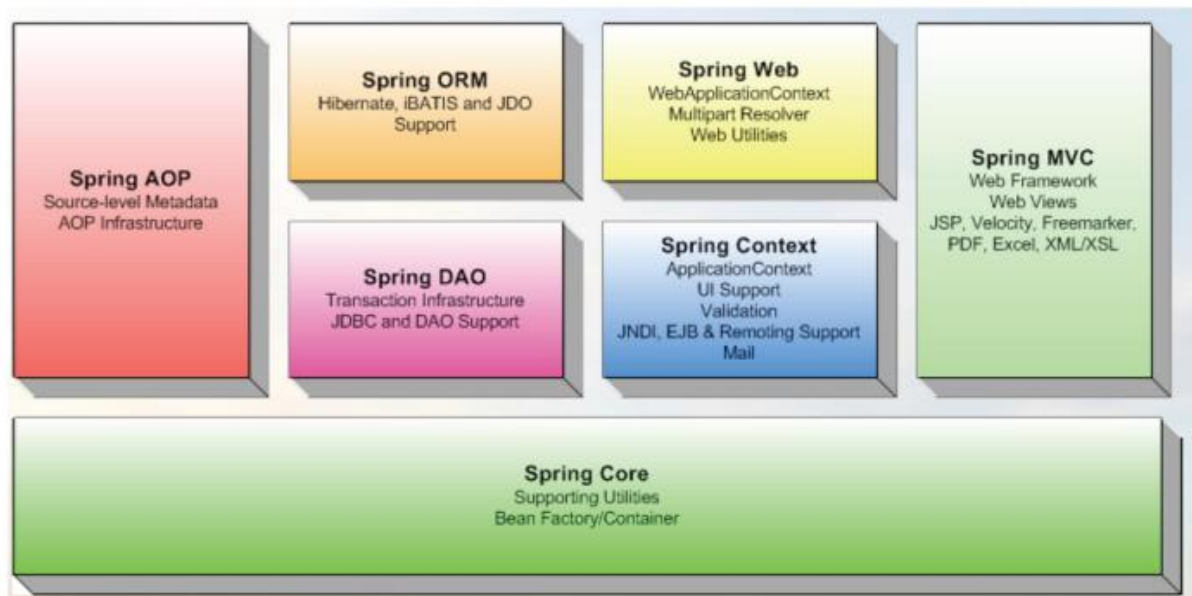 Spring AOP
Source-level Metadata
AOP Infrastructure
Spring ORM
Hibernate, iBATIS and JDO
Support
Spring DAO
Transaction Infrastructure
JDBC and DAO Support
Spring Web
WebApplicationContext
Multipart Resolver
Web Utilities
Spring Context
ApplicationContext
UI Support
Validation
JNDI, EJB & Remoting Support
Mail
Spring MVC
Web Framework
Web Views
JSP, Velocity, Freemarker,
PDF, Excel, XML/XSL
Spring Core
Supporting Utilities
Bean Factory/Container